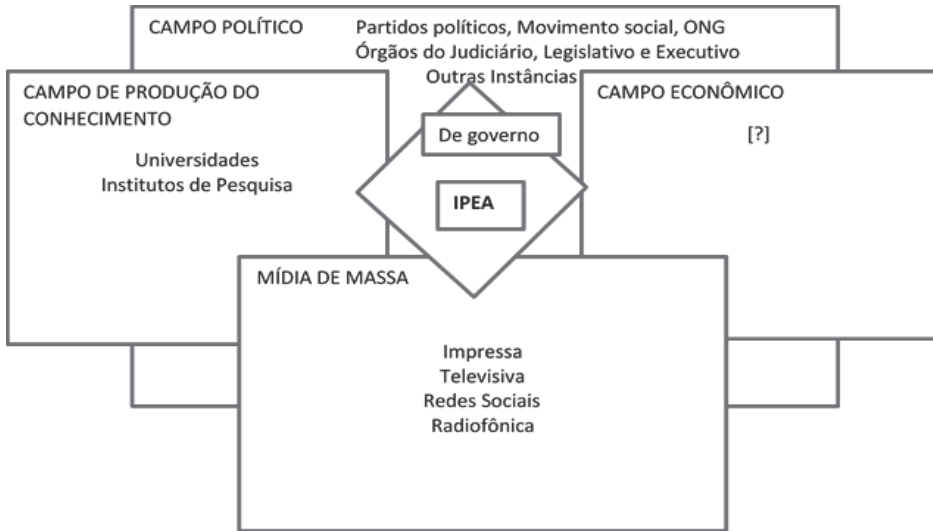 CAMPO POLÍTICO
Partidos políticos, Movimento social, ONG
Órgãos do Judiciário, Legislativo e Executivo
Outras Instâncias
CAMPO DE PRODUÇÃO DO
CONHECIMENTO
Universidades
Institutos de Pesquisa
De governo
IPEA
CAMPO ECONÔMICO
[?]
MÍDIA DE MASSA
Impressa
Televisiva
Redes Sociais
Radiofônica